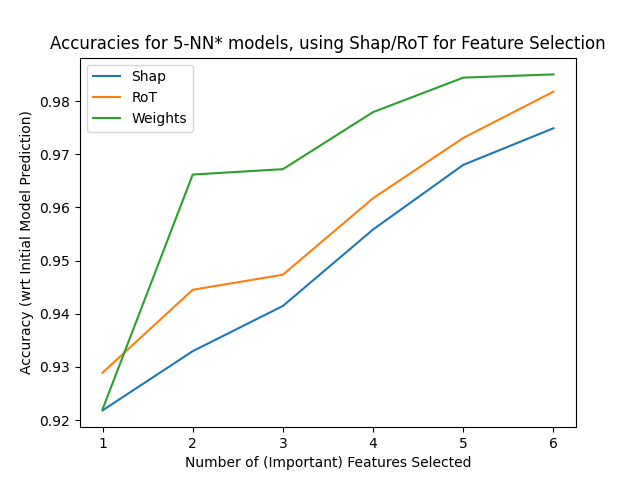 Accuracies for 5-NN* models, using Shap/RoT for Feature Selection
Shap
RoT
Weights
0.98
0.97
0.96
0.95
0.94
0.93
0.92
Accuracy (wrt Initial Model Prediction)
1 2 3 4 5 6
Number of (Important) Features Selected